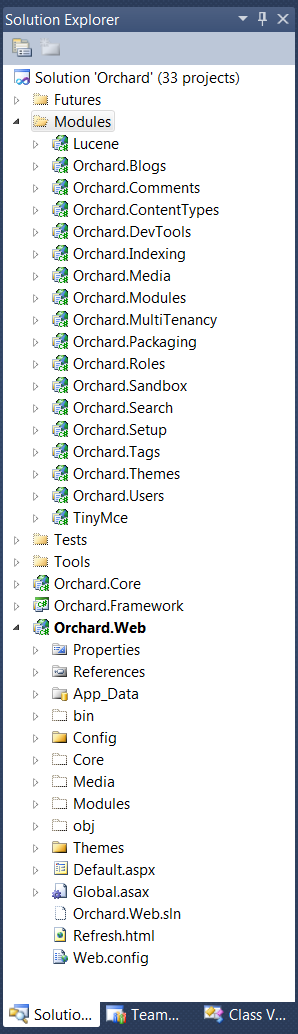 Solution Explorer
Solution 'Orchard' (33 projects)
Futures
Modules
Lucene
Orchard.Blogs
Orchard.Comments
Orchard.ContentTypes
Orchard.DevTools
Orchard.Indexing
Orchard.Media
Orchard.Modules
Orchard.MultiTenancy
Orchard.Packaging
Orchard.Roles
Orchard.Sandbox
Orchard.Search
Orchard.Setup
Orchard.Tags
Orchard.Themes
Orchard.Users
TinyMce
Tests
Tools
Orchard.Core
Orchard.Framework
Orchard.Web
Properties
References
App_Data
bin
Config
Core
Media
Modules
obj
Themes
Default.aspx
Global.asax
Orchard.Web.sln
Refresh.html
Web.config
Solutio... Team... Class V...